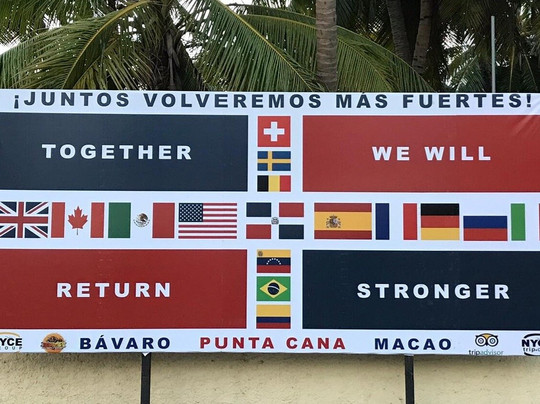 ¡JUNTOS VOLVEREMOS MÁS FUERTES!
TOGETHER
WE WILL
RETURN
STRONGER
BÁVARO PUNTA CANA MACAO
tripadvisor